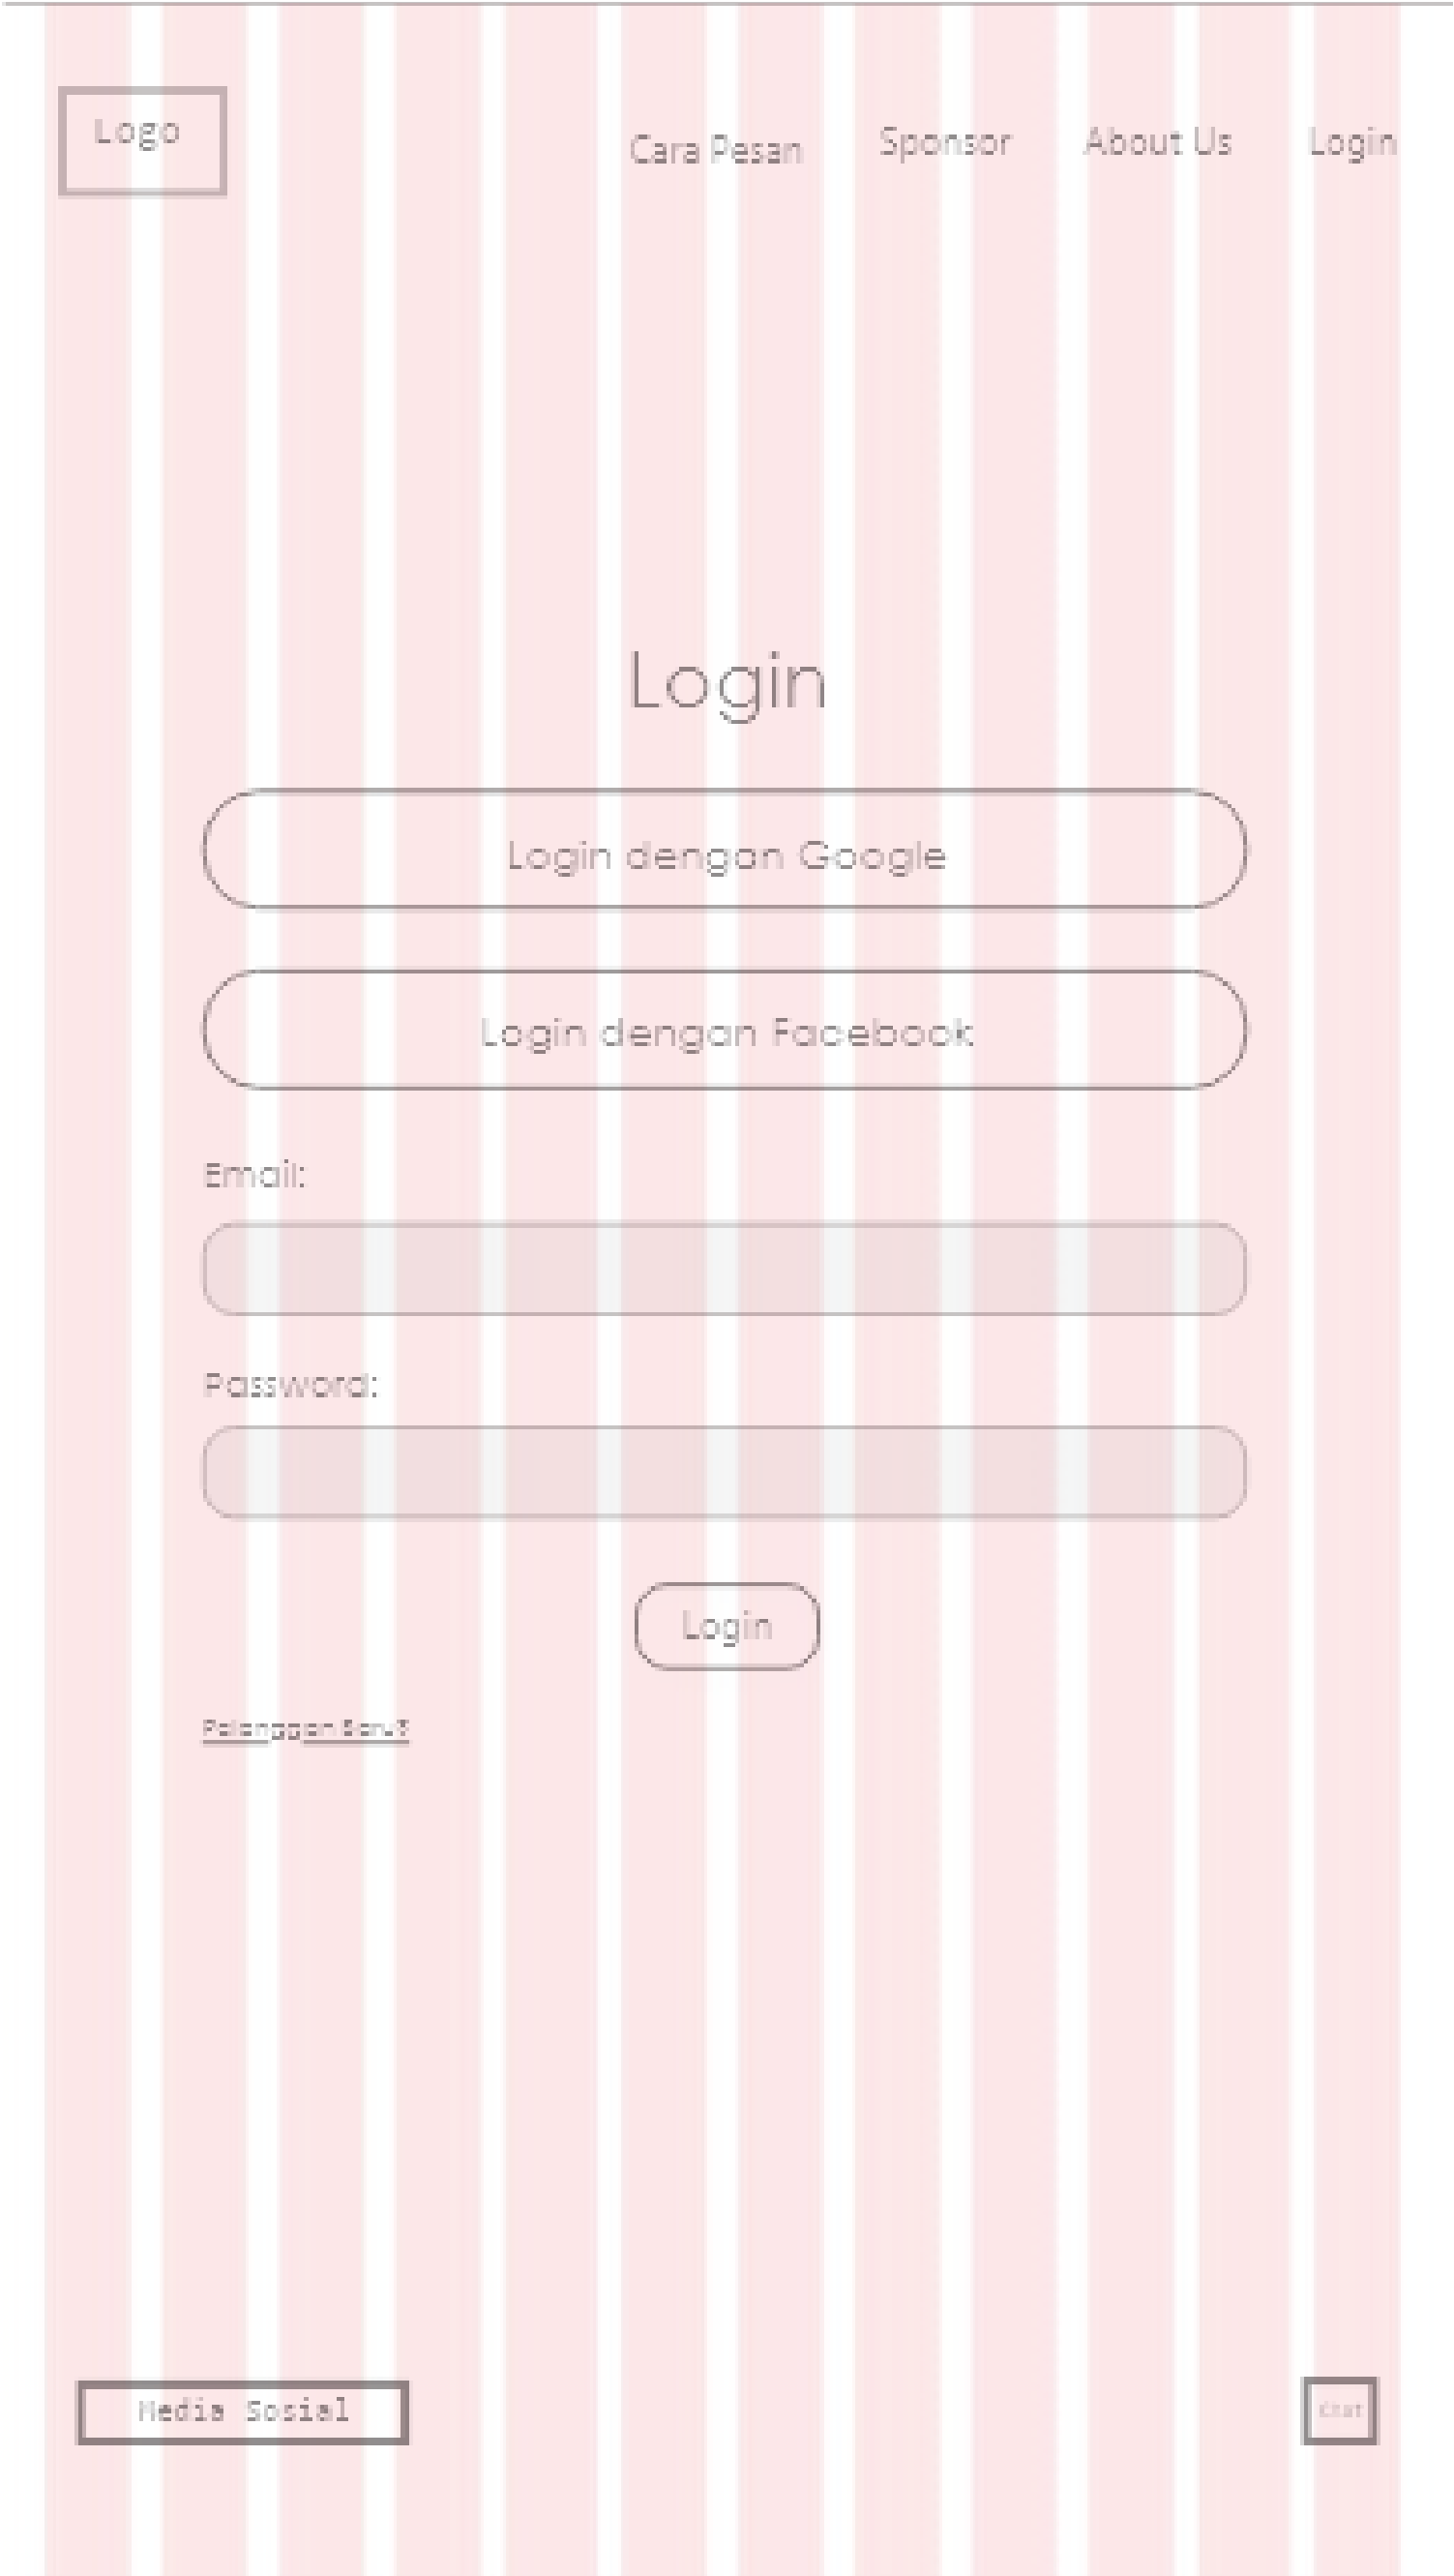 Logo
Cara Pesan Sponsor About Us Login
Login
Login dengan Google
Login dengan Facebook
Email:
Password:
Login
Pelanggan Baru?
Media Sosial
Chat